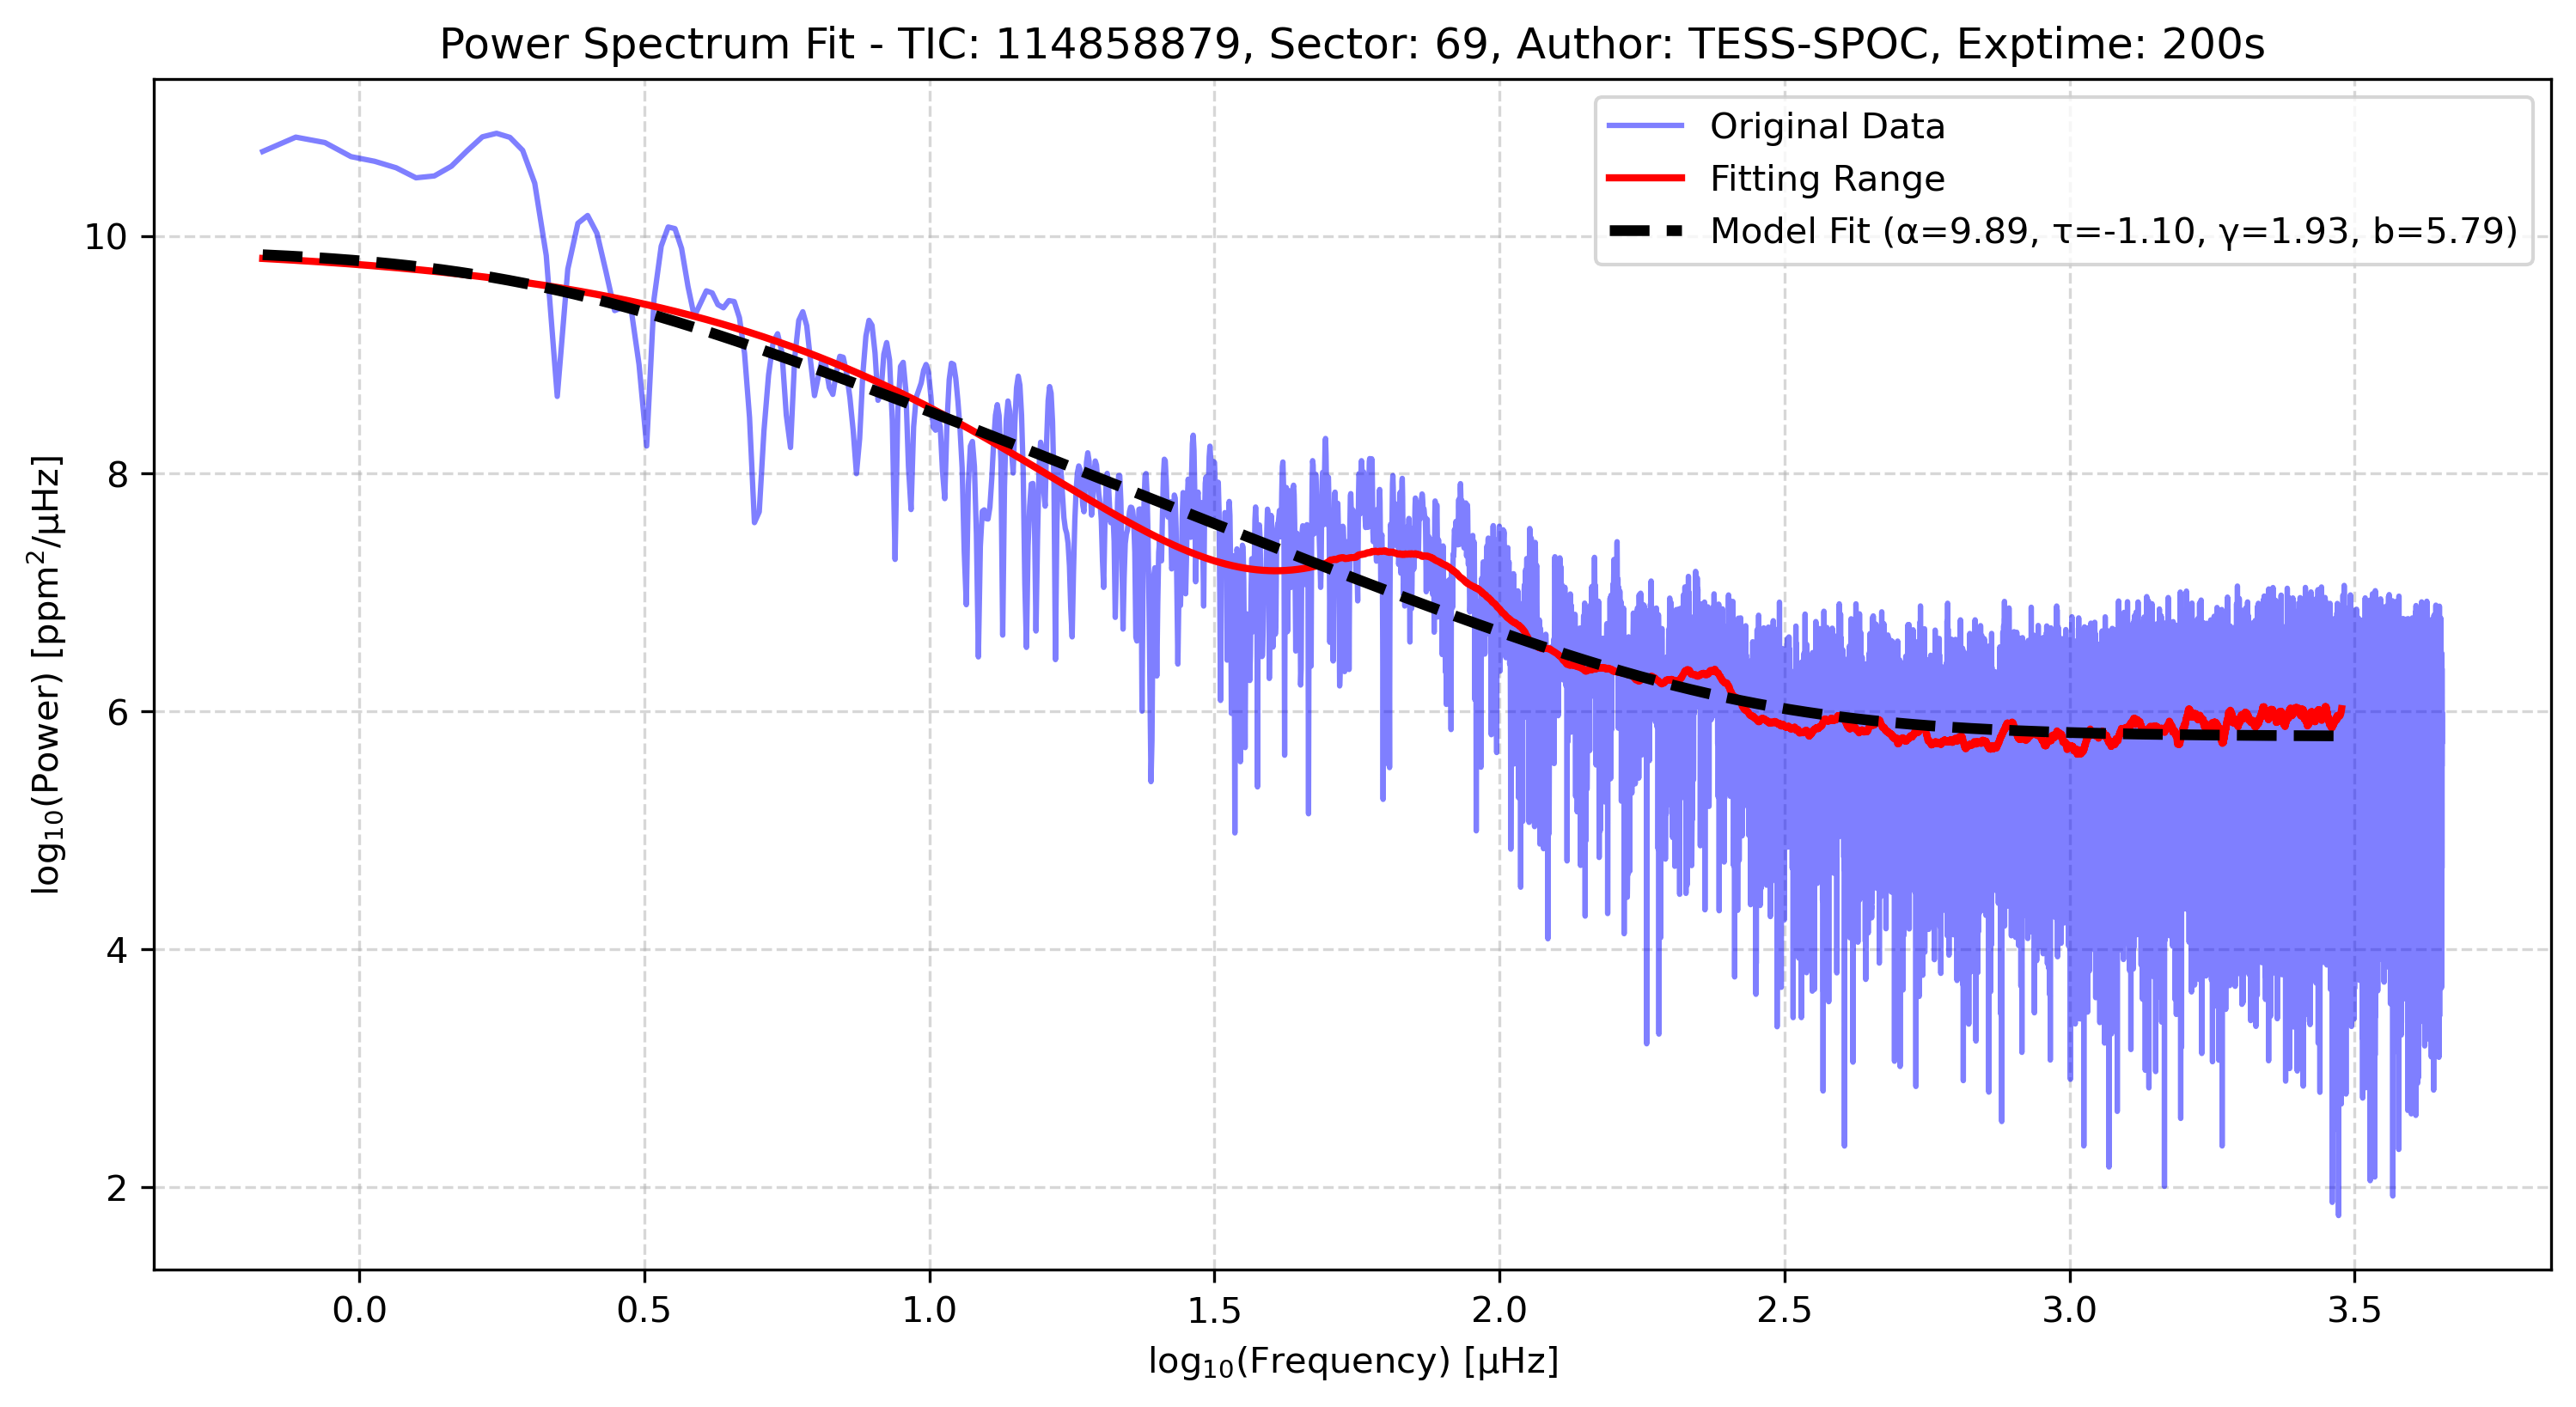 Power Spectrum Fit - TIC: 114858879, Sector: 69, Author: TESS-SPOC, Exptime: 200s
Original Data
Fitting Range
Model Fit (α=9.89, τ=-1.10, γ=1.93, b=5.79)
log₁₀(Power) [ppm²/μHz]
10
8
6
4
2
0.0 0.5 1.0 1.5 2.0 2.5 3.0 3.5
log₁₀(Frequency) [μHz]